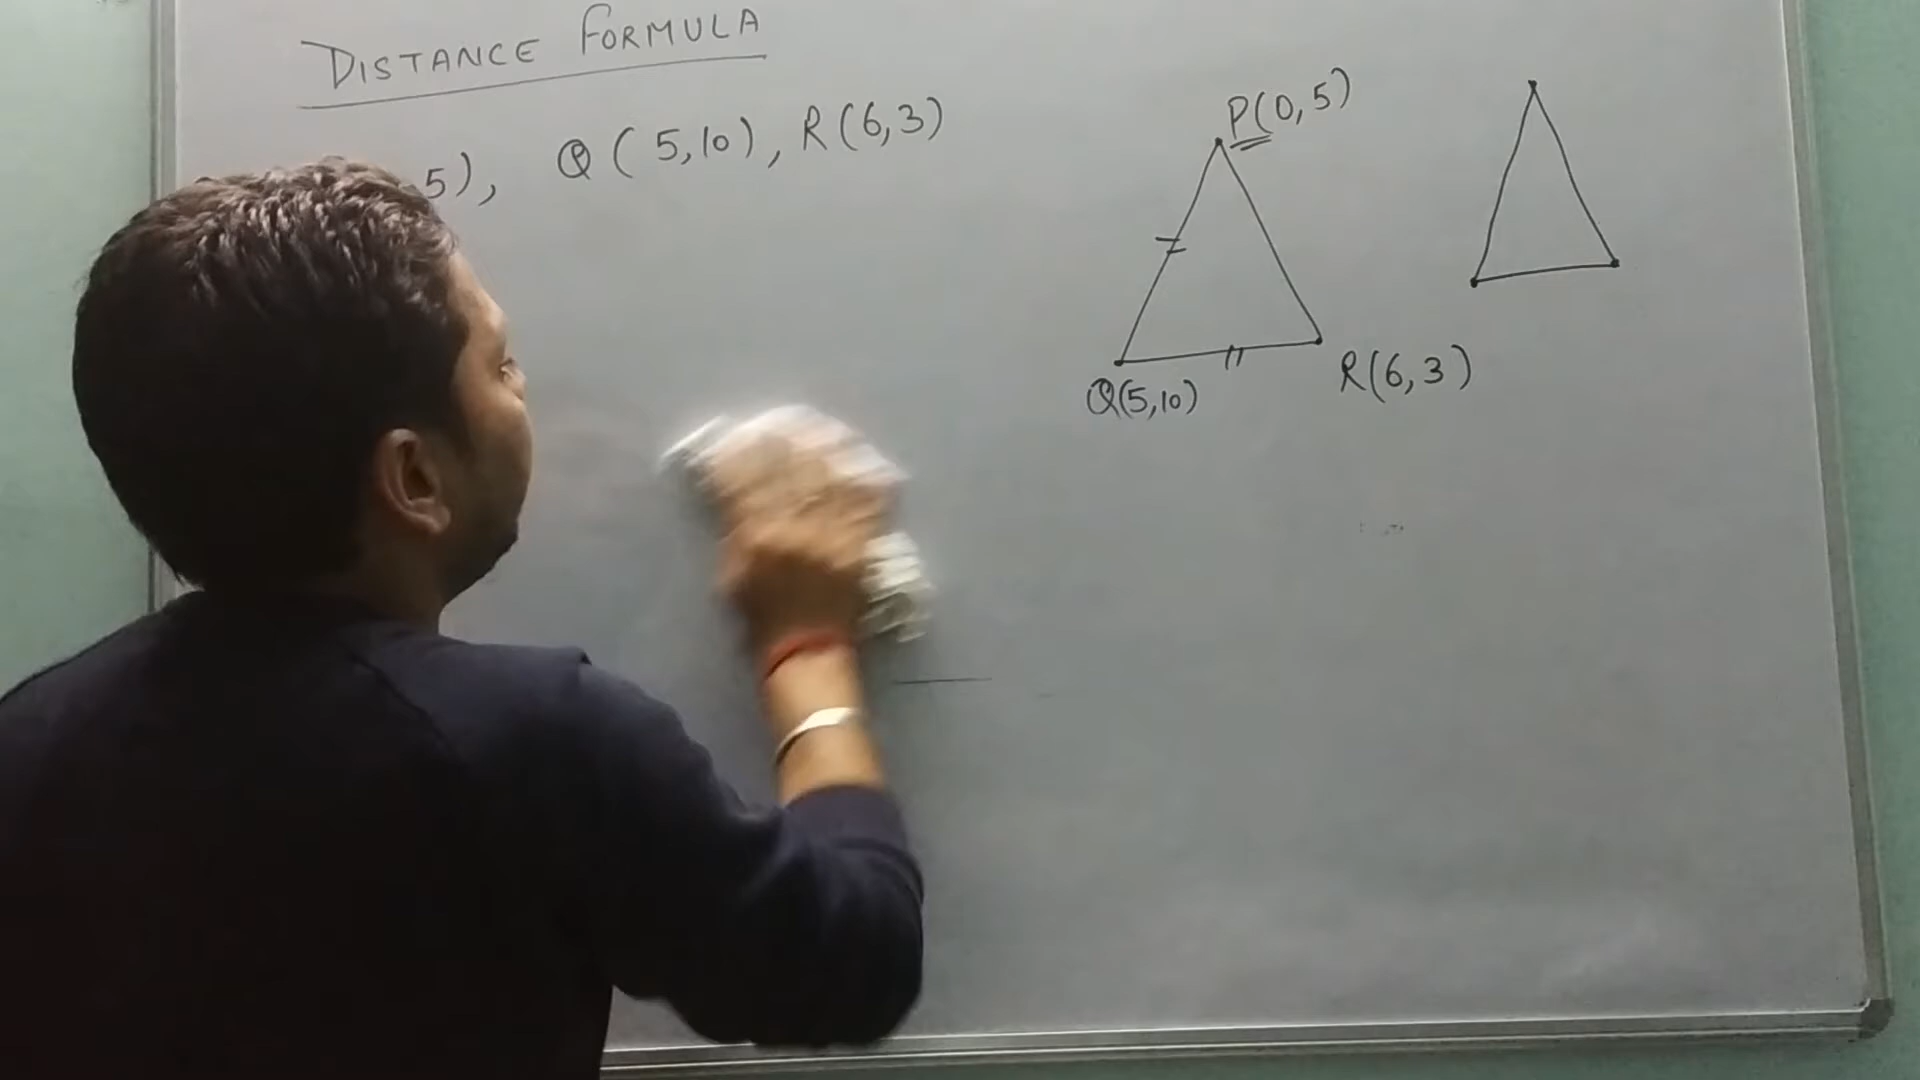 DISTANCE FORMULA
5), Q(5,10), R(6,3)
P(0,5)
Q(5,10)
R(6,3)